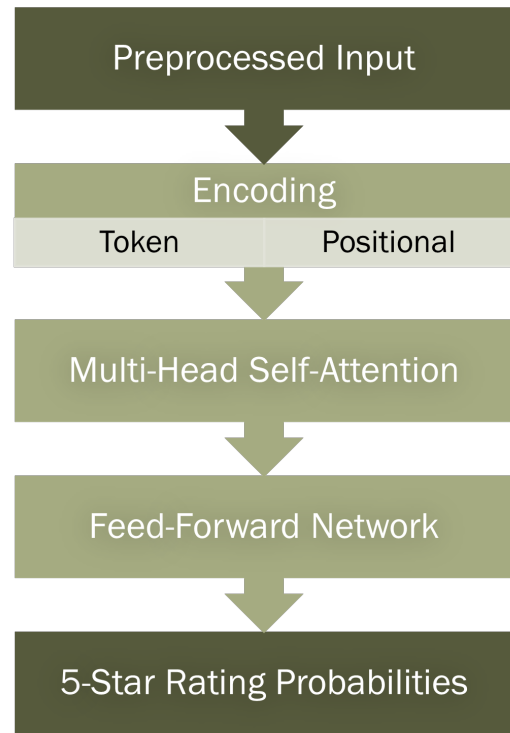 Preprocessed Input
Encoding
Token Positional
Multi-Head Self-Attention
Feed-Forward Network
5-Star Rating Probabilities